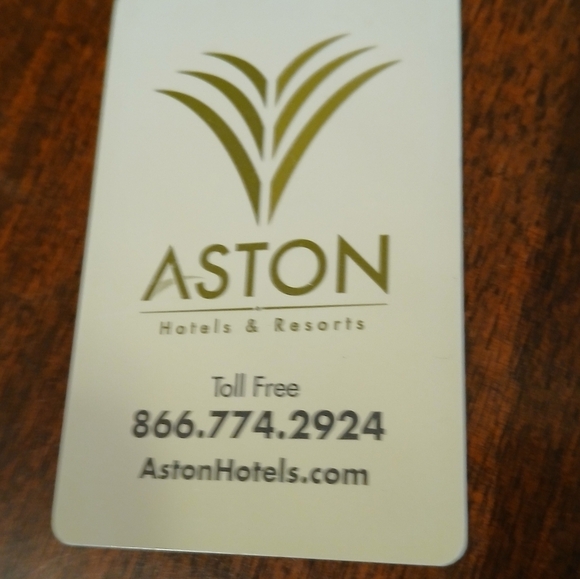 ASTON
Hotels & Resorts
Toll Free
866.774.2924
AstonHotels.com